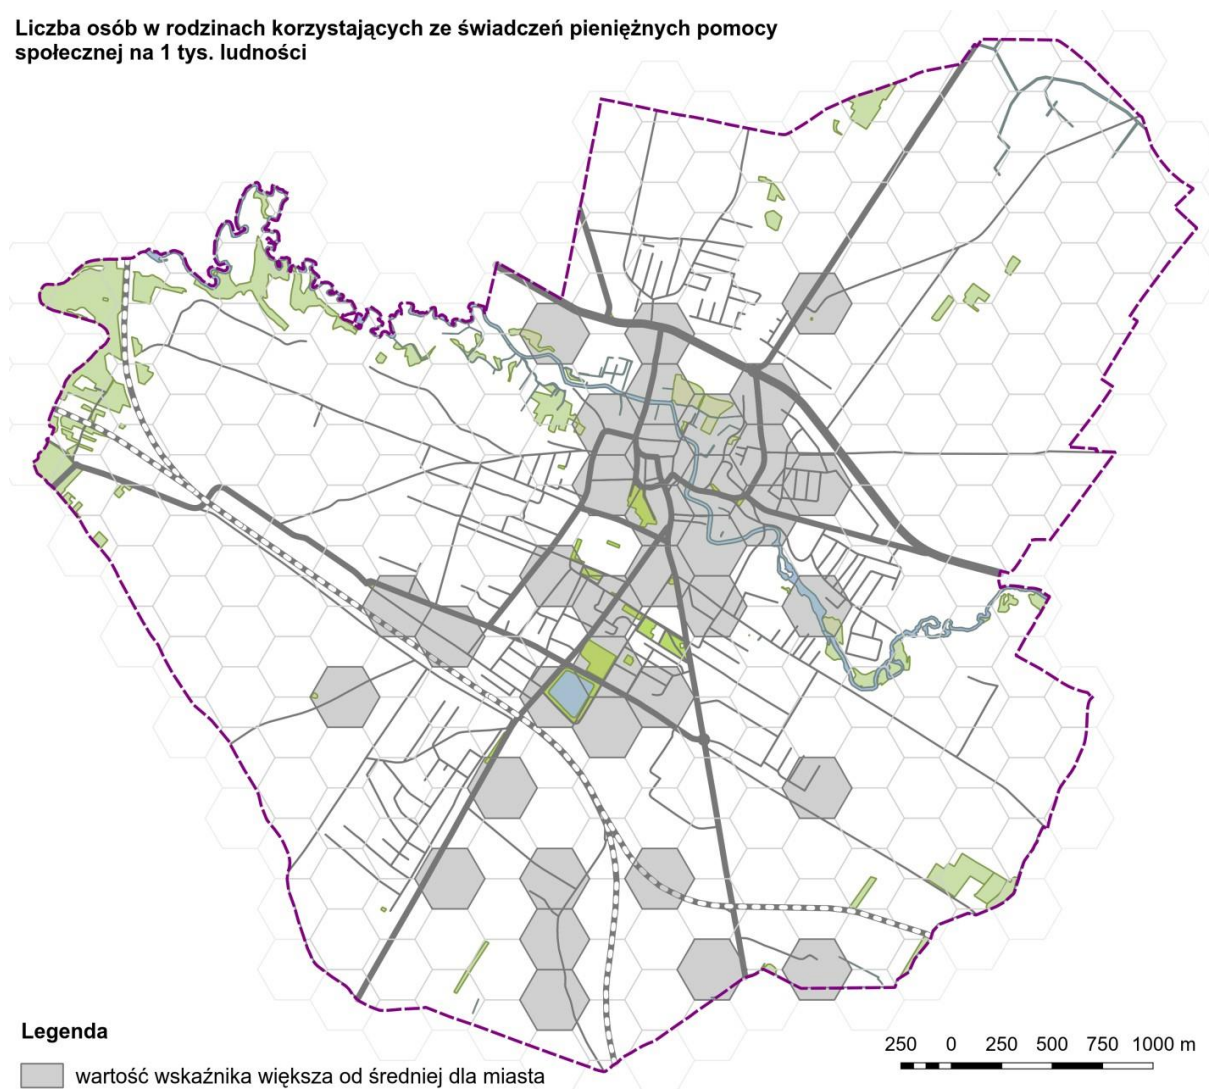 Liczba osób w rodzinach korzystających ze świadczeń pieniężnych pomocy
społecznej na 1 tys. ludności
Legenda
wartość wskaźnika większa od średniej dla miasta
250 0 250 500 750 1000 m